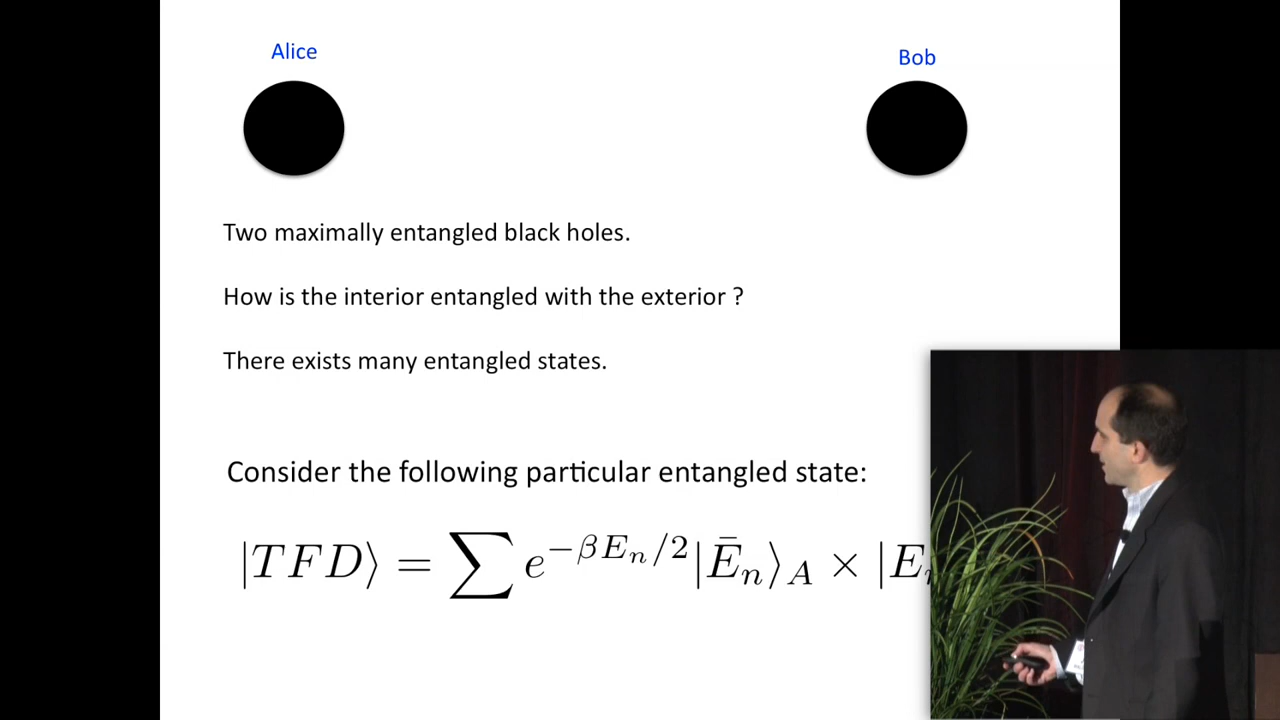 Alice
Bob
Two maximally entangled black holes.
How is the interior entangled with the exterior ?
There exists many entangled states.
Consider the following particular entangled state:
|TFD⟩ = ∑ e^{-βE_n/2} |Ē_n⟩_A × |E